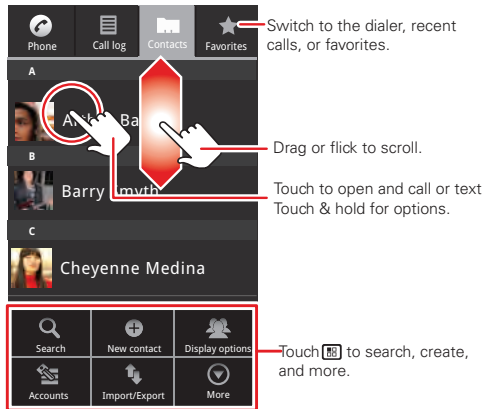 Phone
Call log
Contacts
Favorites
Switch to the dialer, recent
calls, or favorites.
A
Ba
Drag or flick to scroll.
B
Barry Smyth
Touch to open and call or text
Touch & hold for options.
C
Cheyenne Medina
Search
New contact
Display options
Touch to search, create,
and more.
Accounts
Import/Export
More